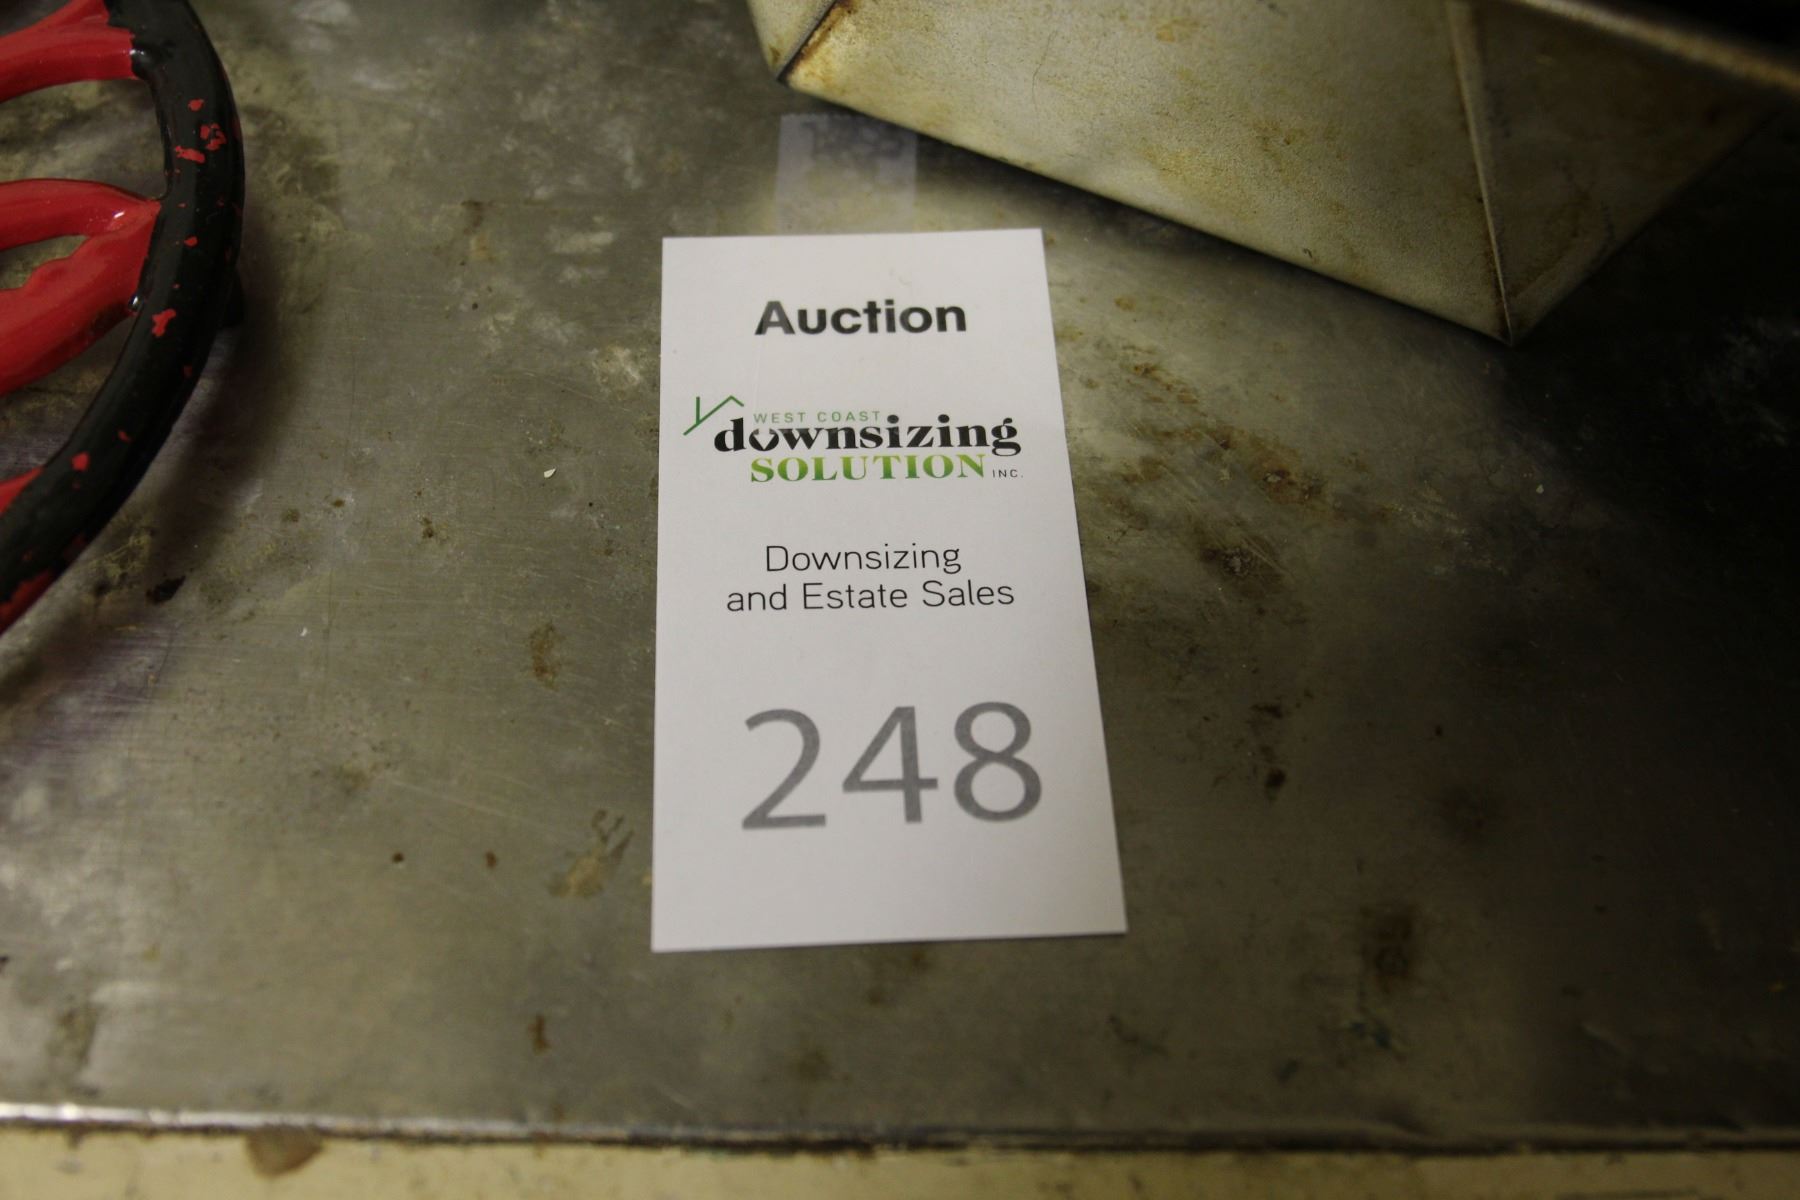 Auction
WEST COAST
downsizing
SOLUTION INC.
Downsizing
and Estate Sales
248